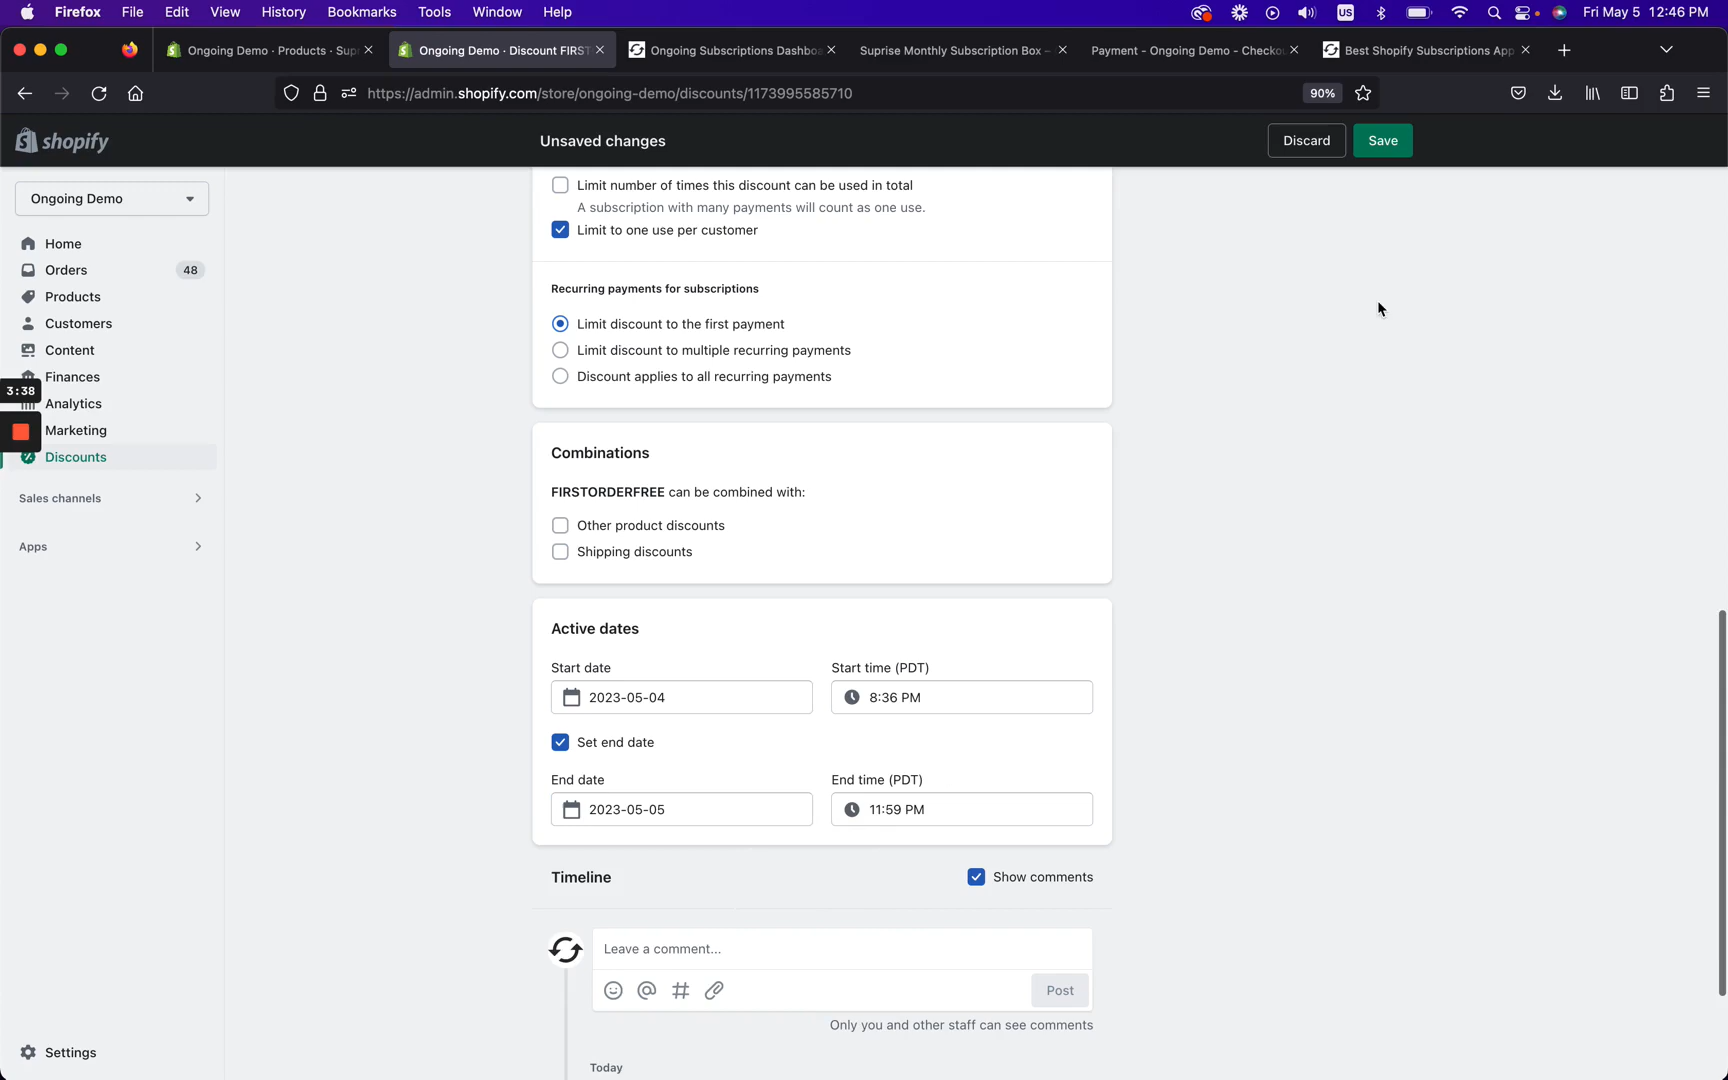 Firefox File Edit View History Bookmarks Tools Window Help US Fri May 5 12:46 PM
Ongoing Demo · Products · Sup
Ongoing Demo · Discount FIRST
Ongoing Subscriptions Dashboa
Suprise Monthly Subscription Box –
Payment - Ongoing Demo - Checkou
Best Shopify Subscriptions App
https://admin.shopify.com/store/ongoing-demo/discounts/1173995585710 90%
shopify Unsaved changes Discard Save
Ongoing Demo
Home
Orders 48
Products
Customers
Content
Finances
3:38
Analytics
Marketing
Discounts
Sales channels
Apps
Settings
Limit number of times this discount can be used in total
A subscription with many payments will count as one use.
Limit to one use per customer
Recurring payments for subscriptions
Limit discount to the first payment
Limit discount to multiple recurring payments
Discount applies to all recurring payments
Combinations
FIRSTORDERFREE can be combined with:
Other product discounts
Shipping discounts
Active dates
Start date Start time (PDT)
2023-05-04 8:36 PM
Set end date
End date End time (PDT)
2023-05-05 11:59 PM
Timeline Show comments
Leave a comment...
Post
Only you and other staff can see comments
Today